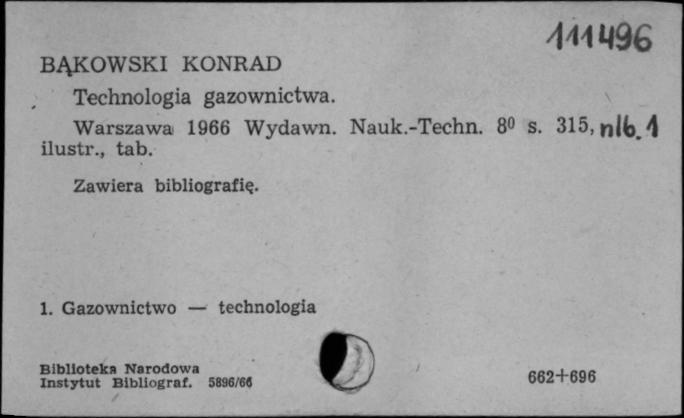 111496
BĄKOWSKI KONRAD
Technologia gazownictwa.
Warszawa 1966 Wydawn. Nauk.-Techn. 8⁰ s. 315, nlb. 1
ilustr., tab.
Zawiera bibliografię.
1. Gazownictwo — technologia
Biblioteka Narodowa
Instytut Bibliograf. 5896/66
662+696